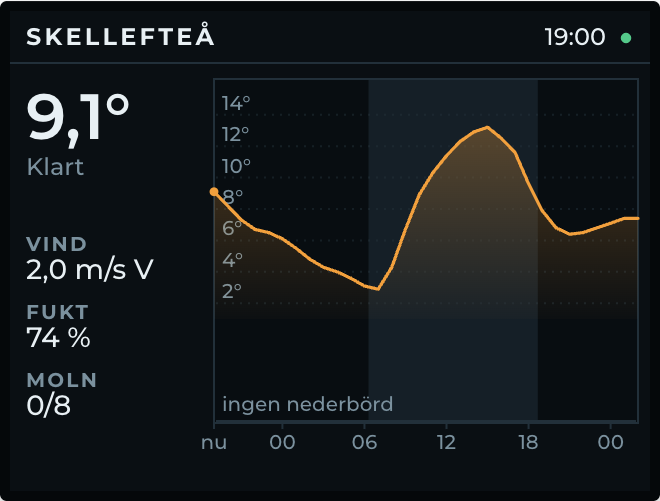 SKELLEFTEÅ
19:00
9,1°
Klart
VIND
2,0 m/s V
FUKT
74 %
MOLN
0/8
14°
12°
10°
8°
6°
4°
2°
ingen nederbörd
nu 00 06 12 18 00